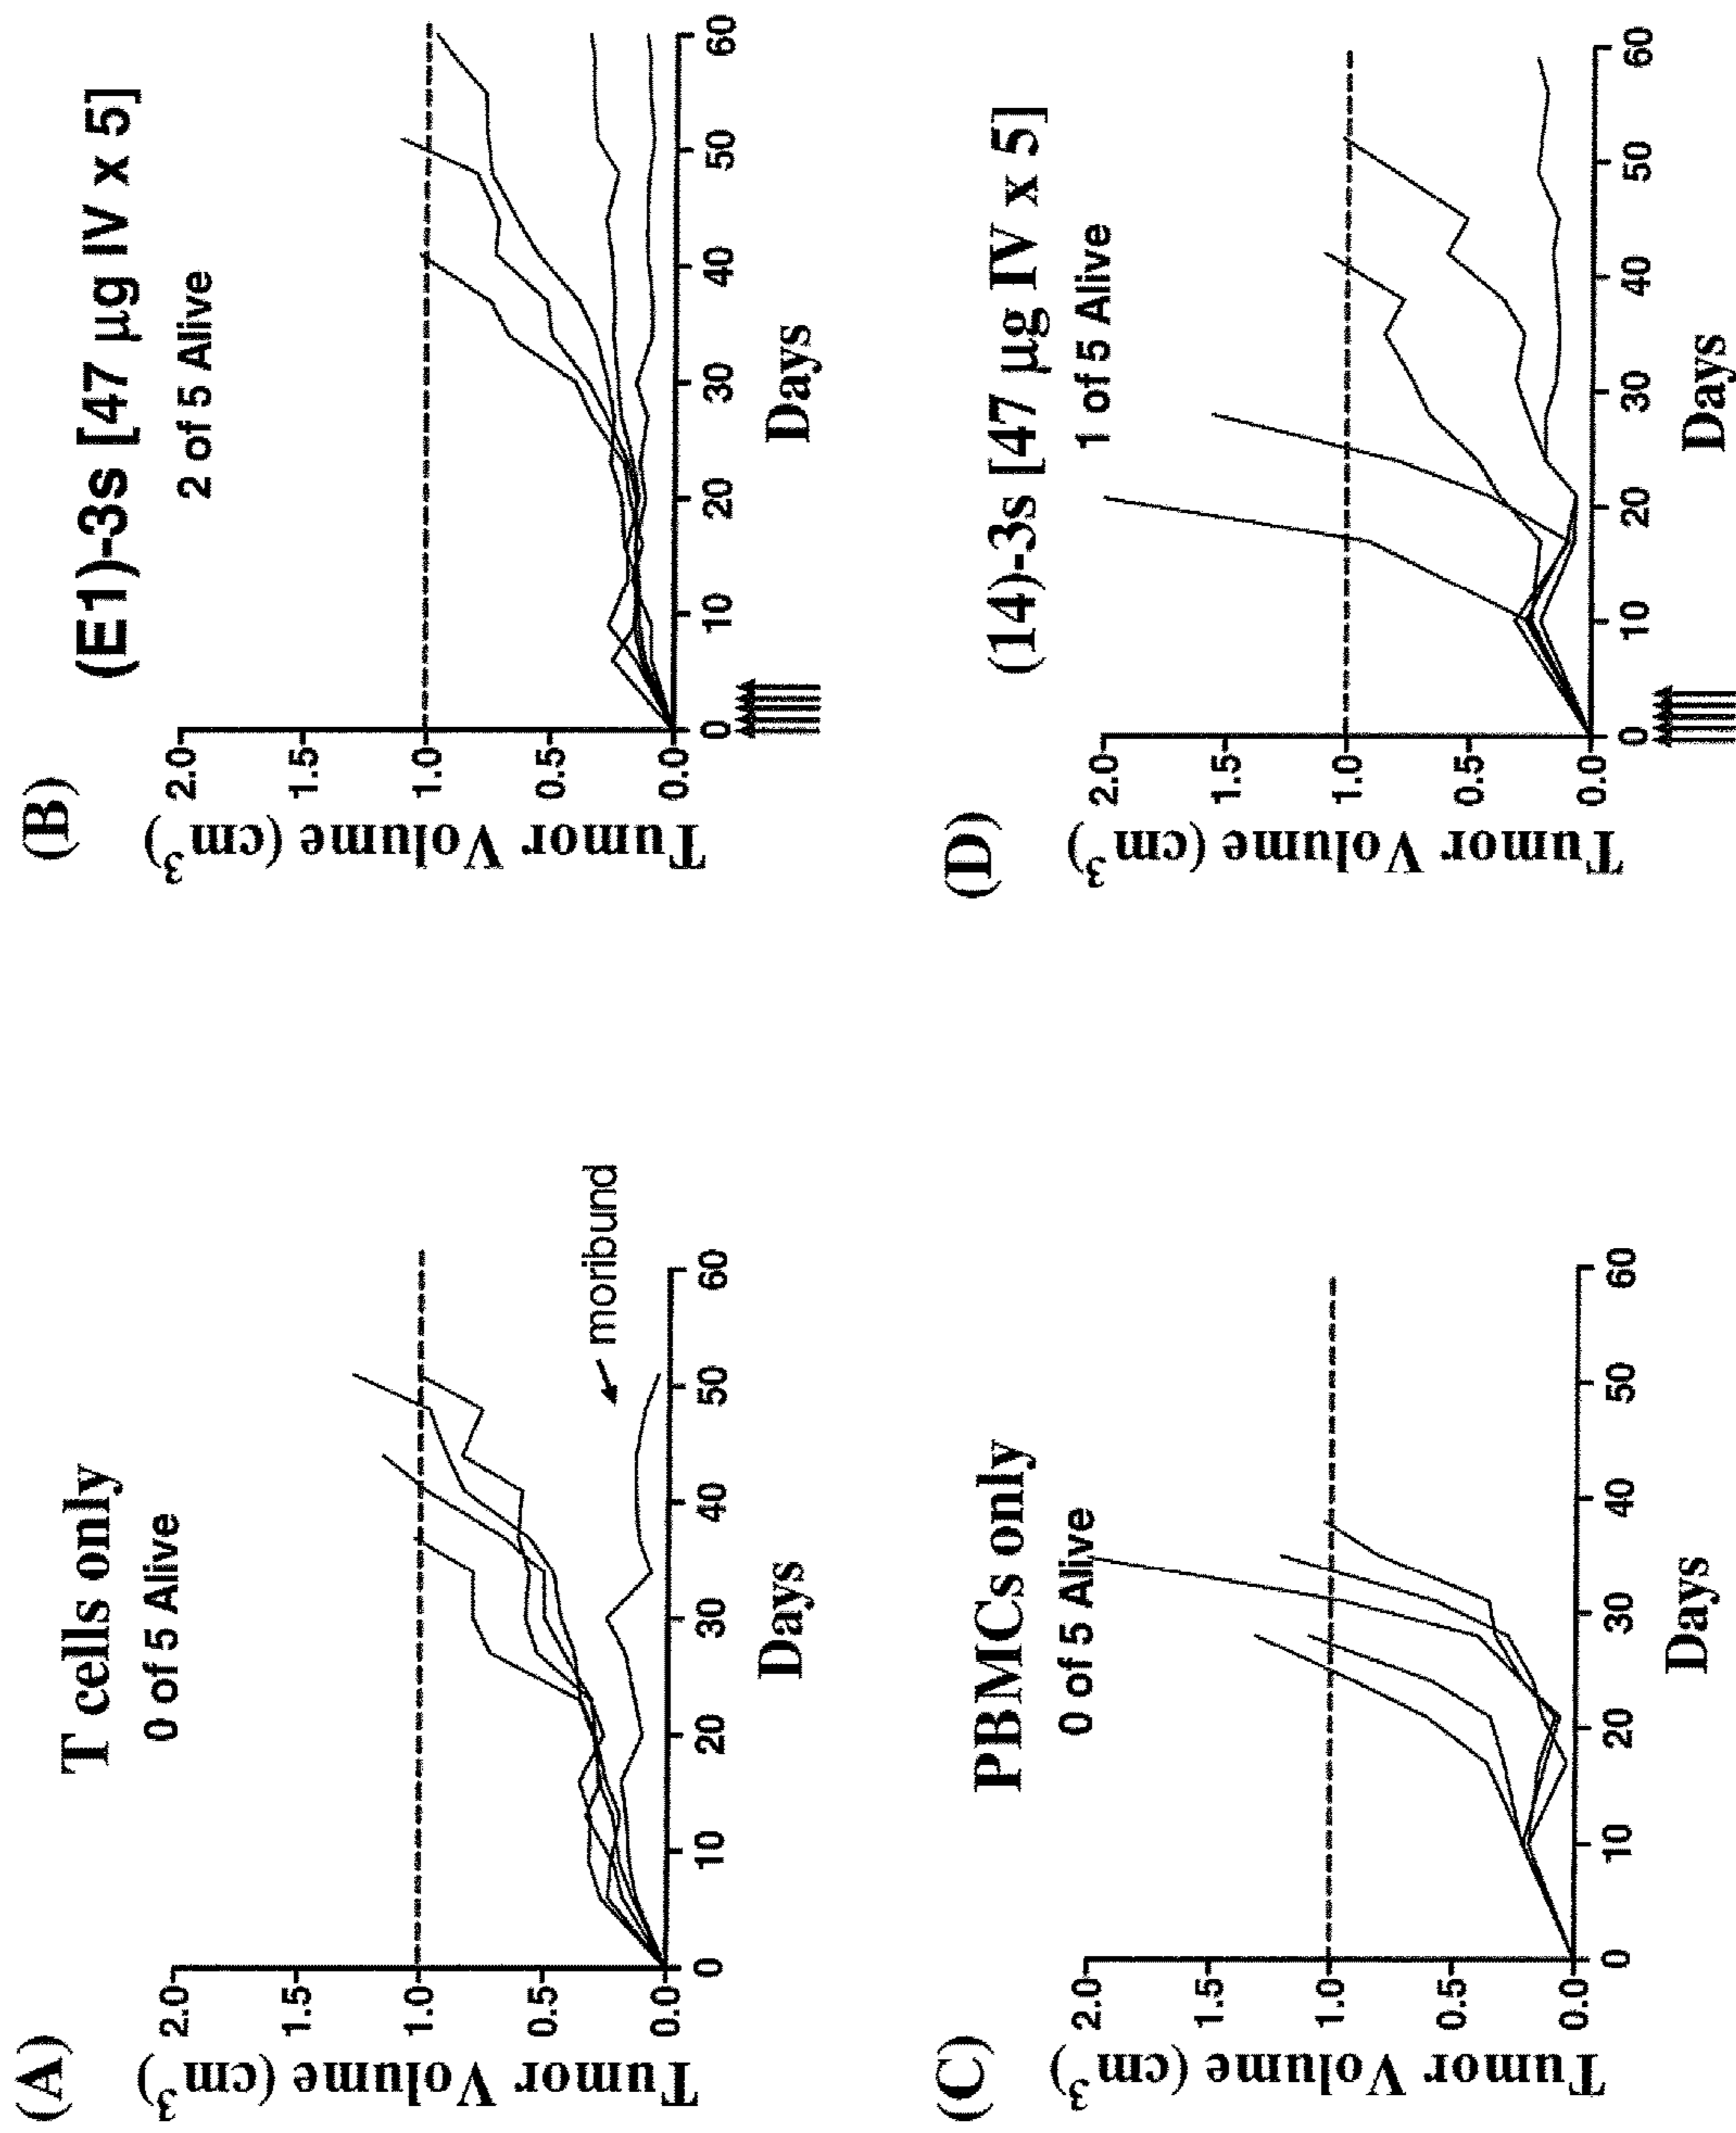 (A)
T cells only
0 of 5 Alive
Tumor Volume (cm3)
2.0
1.5
1.0
0.5
0.0
0 10 20 30 40 50 60
Days
moribund
(B)
(E1)-3s [47 µg IV x 5]
2 of 5 Alive
Tumor Volume (cm3)
2.0
1.5
1.0
0.5
0.0
0 10 20 30 40 50 60
Days
(C)
PBMCs only
0 of 5 Alive
Tumor Volume (cm3)
2.0
1.5
1.0
0.5
0.0
0 10 20 30 40 50 60
Days
(D)
(14)-3s [47 µg IV x 5]
1 of 5 Alive
Tumor Volume (cm3)
2.0
1.5
1.0
0.5
0.0
0 10 20 30 40 50 60
Days